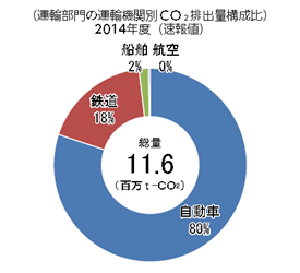 (運輸部門の運輸機関別CO₂排出量構成比)
2014年度(速報値)
船舶 航空
2% 0%
鉄道
18%
総量
11.6
(百万t-CO₂)
自動車
80%